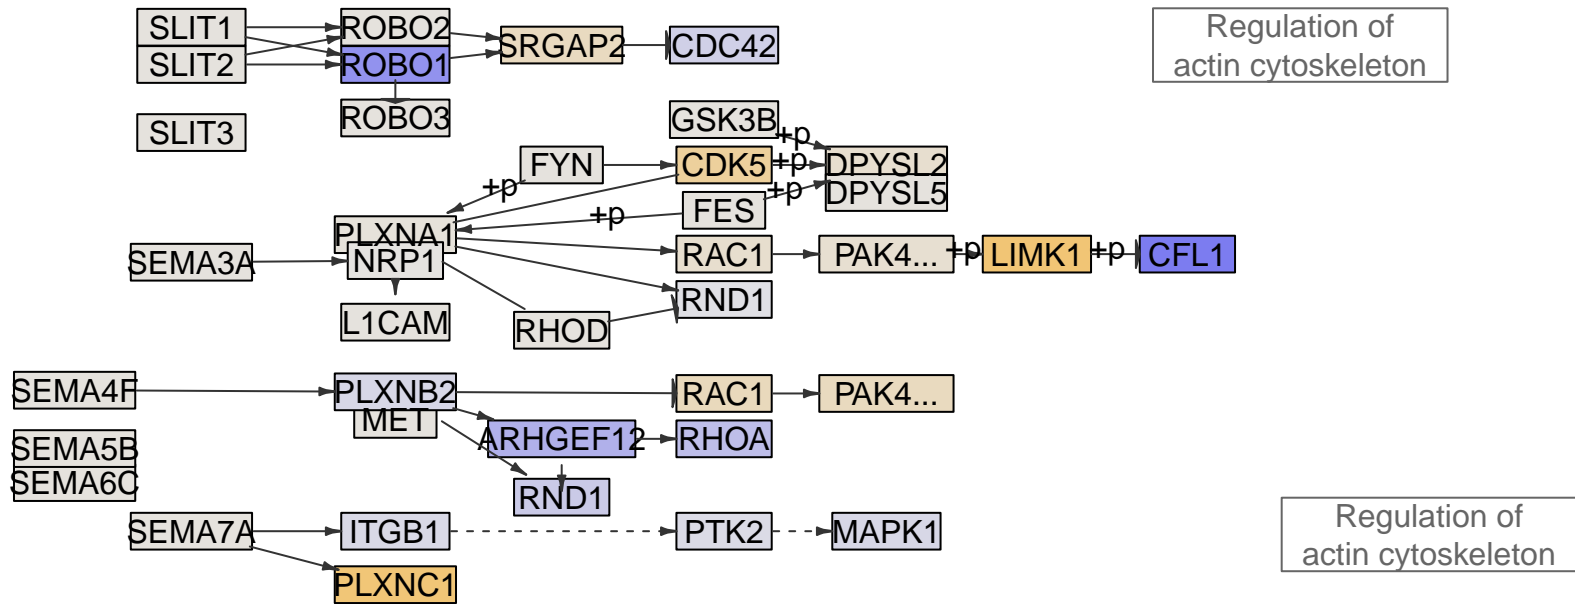 SLIT1
ROBO2
SRGAP2
CDC42
Regulation of
actin cytoskeleton
SLIT2
ROBO1
SLIT3
ROBO3
GSK3B
+p
FYN
CDK5
+p
DPYSL2
+p
FES
+p
DPYSL5
PLXNA1
+p
SEMA3A
NRP1
RAC1
PAK4...
+p
LIMK1
+p
CFL1
RND1
L1CAM
RHOD
SEMA4F
PLXNB2
RAC1
PAK4...
MET
ARHGEF12
RHOA
SEMA5B
SEMA6C
RND1
SEMA7A
ITGB1
PTK2
MAPK1
Regulation of
actin cytoskeleton
PLXNC1